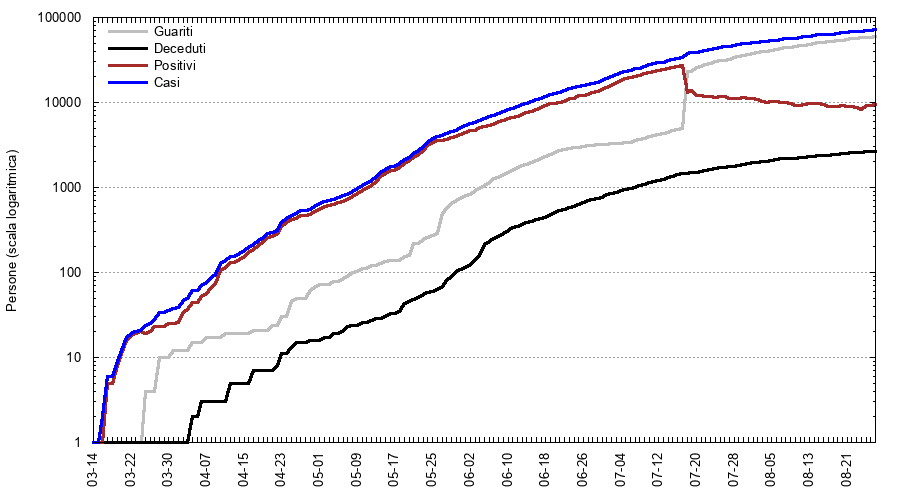 100000
10000
1000
100
10
1
Persone (scala logaritmica)
Guariti
Deceduti
Positivi
Casi
03-14 03-22 03-30 04-07 04-15 04-23 05-01 05-09 05-17 05-25 06-02 06-10 06-18 06-26 07-04 07-12 07-20 07-28 08-05 08-13 08-21